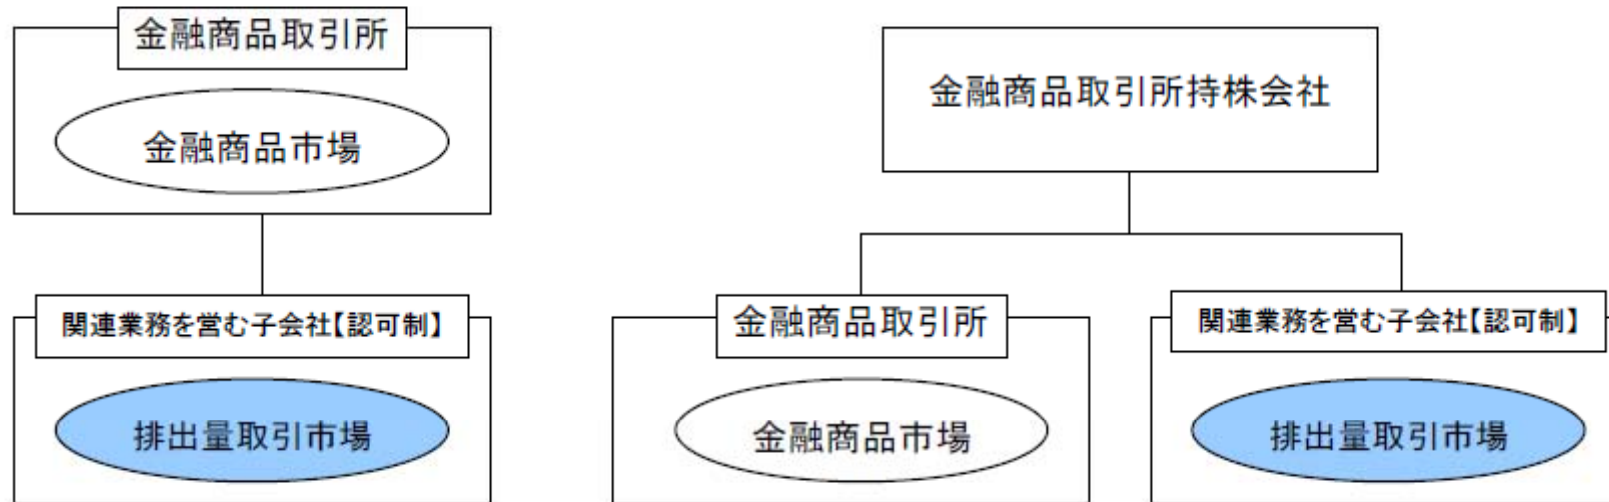 金融商品取引所
金融商品市場
関連業務を営む子会社【認可制】
排出量取引市場
金融商品取引所持株会社
金融商品取引所
金融商品市場
関連業務を営む子会社【認可制】
排出量取引市場